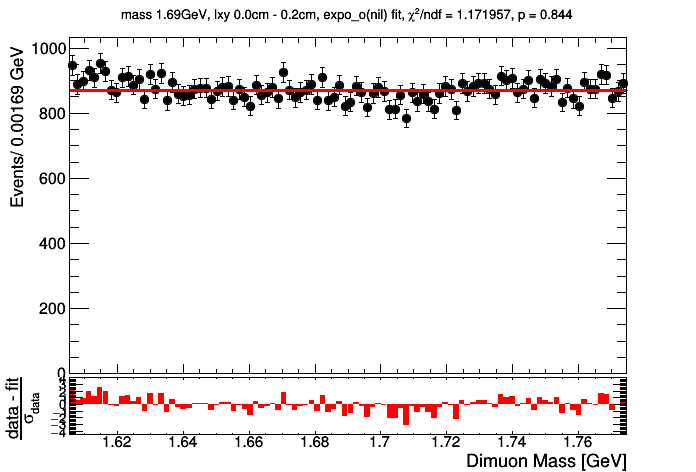 mass 1.69GeV, lxy 0.0cm - 0.2cm, expo_o(nil) fit, χ²/ndf = 1.171957, p = 0.844
Events/ 0.00169 GeV
1000
800
600
400
200
0
data - fit
σdata
1.62 1.64 1.66 1.68 1.7 1.72 1.74 1.76
Dimuon Mass [GeV]